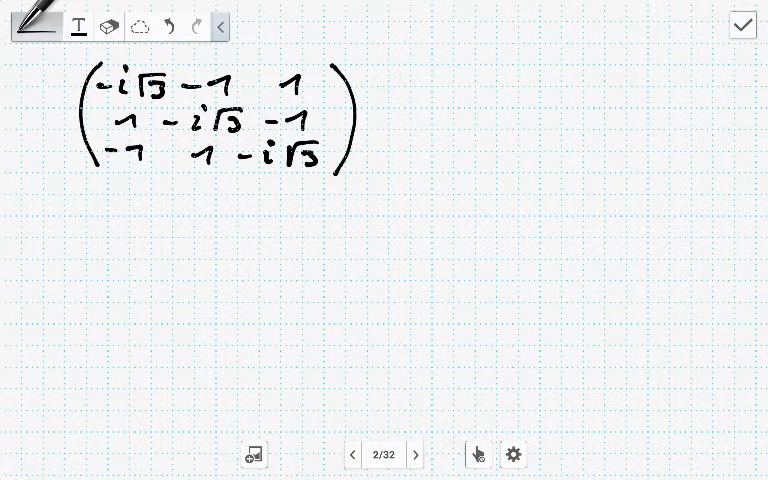 T
-i√3 -1 1
1 -i√3 -1
-1 1 -i√3
2/32